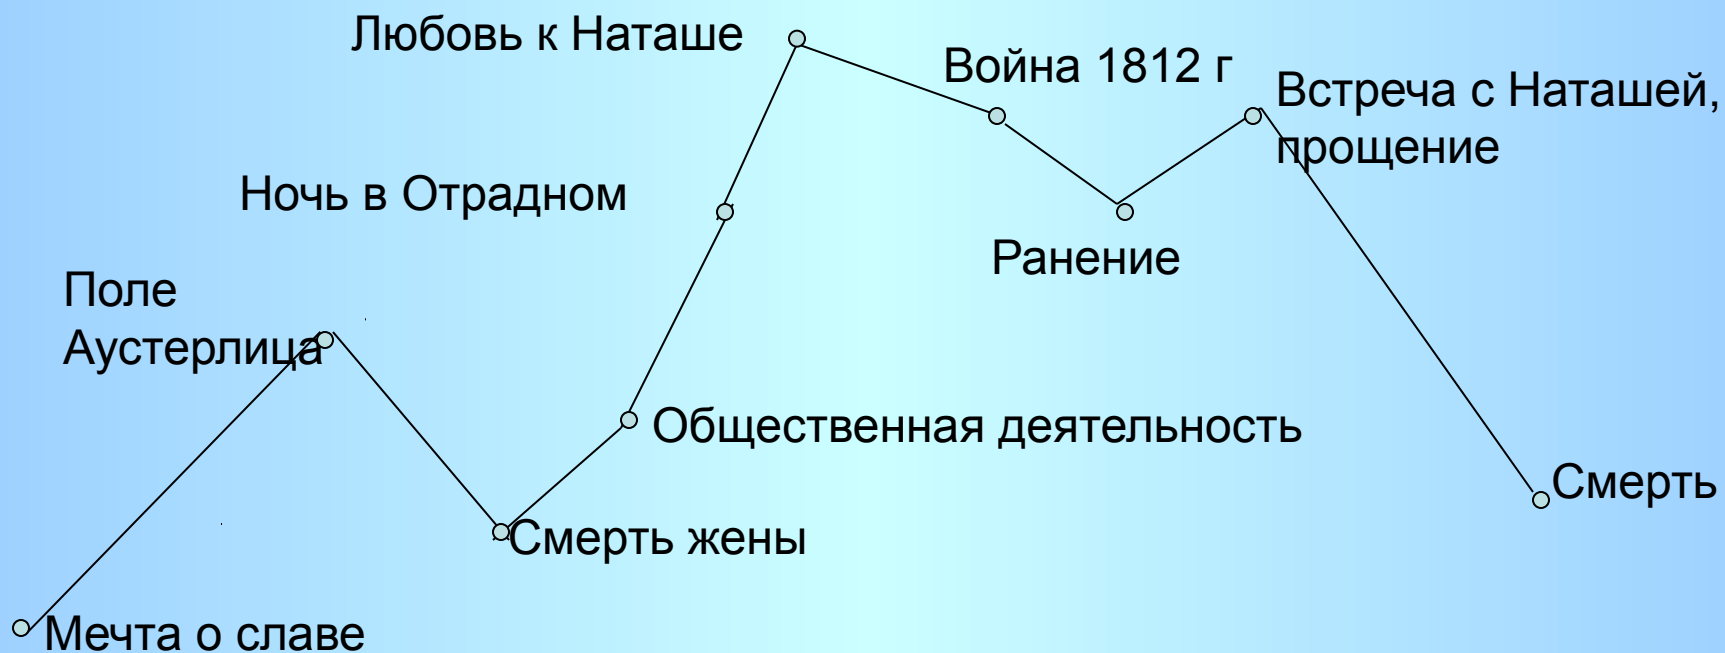 Любовь к Наташе
Война 1812 г
Встреча с Наташей,
прощение
Ночь в Отрадном
Ранение
Поле
Аустерлица
Общественная деятельность
Смерть
Смерть жены
Мечта о славе